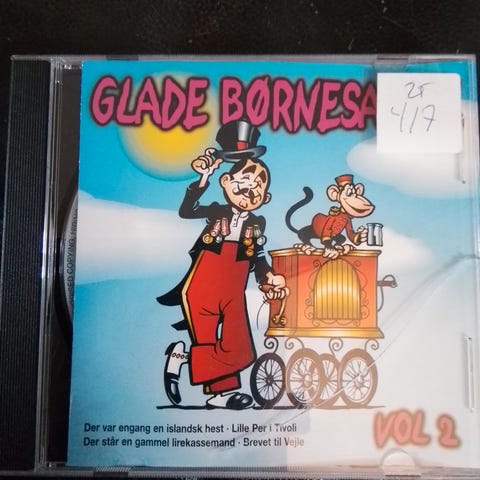 GLADE BØRNESA
4/7
Der var engang en islandsk hest · Lille Per i Tivoli
Der står en gammel lirekassemand · Brevet til Vejle
VOL 2